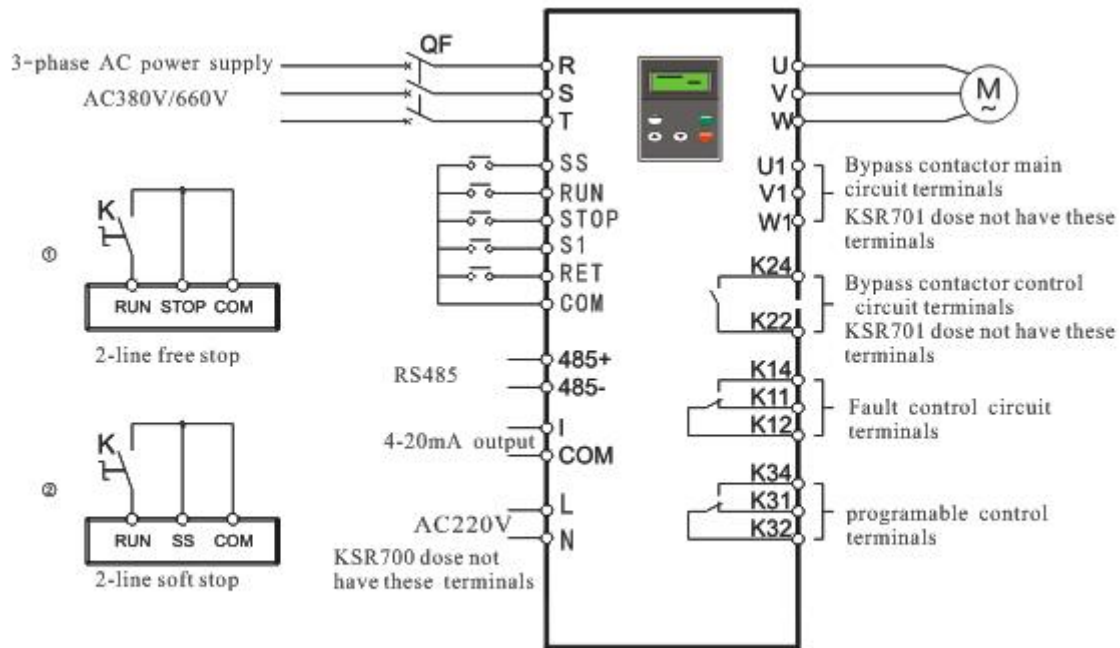 3-phase AC power supply
AC380V/660V
QF
R
S
T
SS
RUN
STOP
S1
RET
COM
RS485
485+
485-
4-20mA output
I
COM
AC220V
L
N
KSR700 dose not
have these terminals
①
K
RUN STOP COM
2-line free stop
②
K
RUN SS COM
2-line soft stop
U
V
W
M
~
U1
V1
W1
Bypass contactor main
circuit terminals
KSR701 dose not have these
terminals
K24
K22
Bypass contactor control
circuit terminals
KSR701 dose not have these
terminals
K14
K11
K12
Fault control circuit
terminals
K34
K31
K32
programable control
terminals